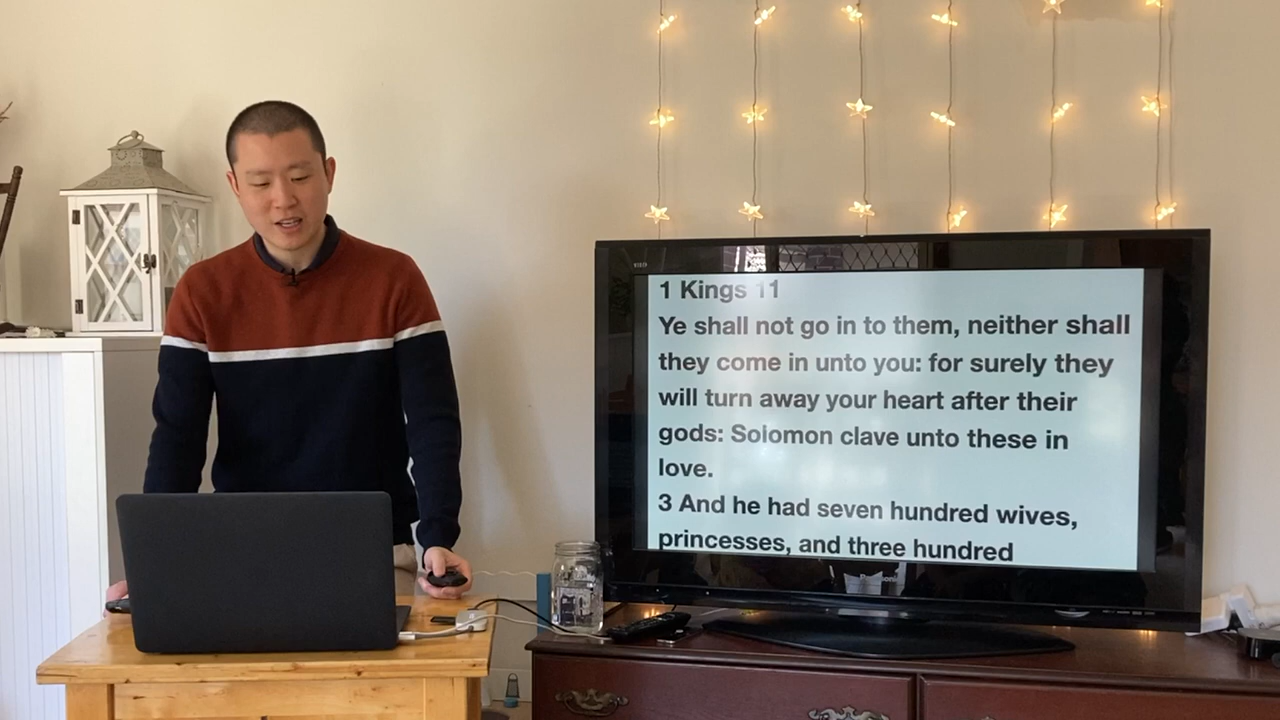 1 Kings 11
Ye shall not go in to them, neither shall
they come in unto you: for surely they
will turn away your heart after their
gods: Solomon clave unto these in
love.
3 And he had seven hundred wives,
princesses, and three hundred